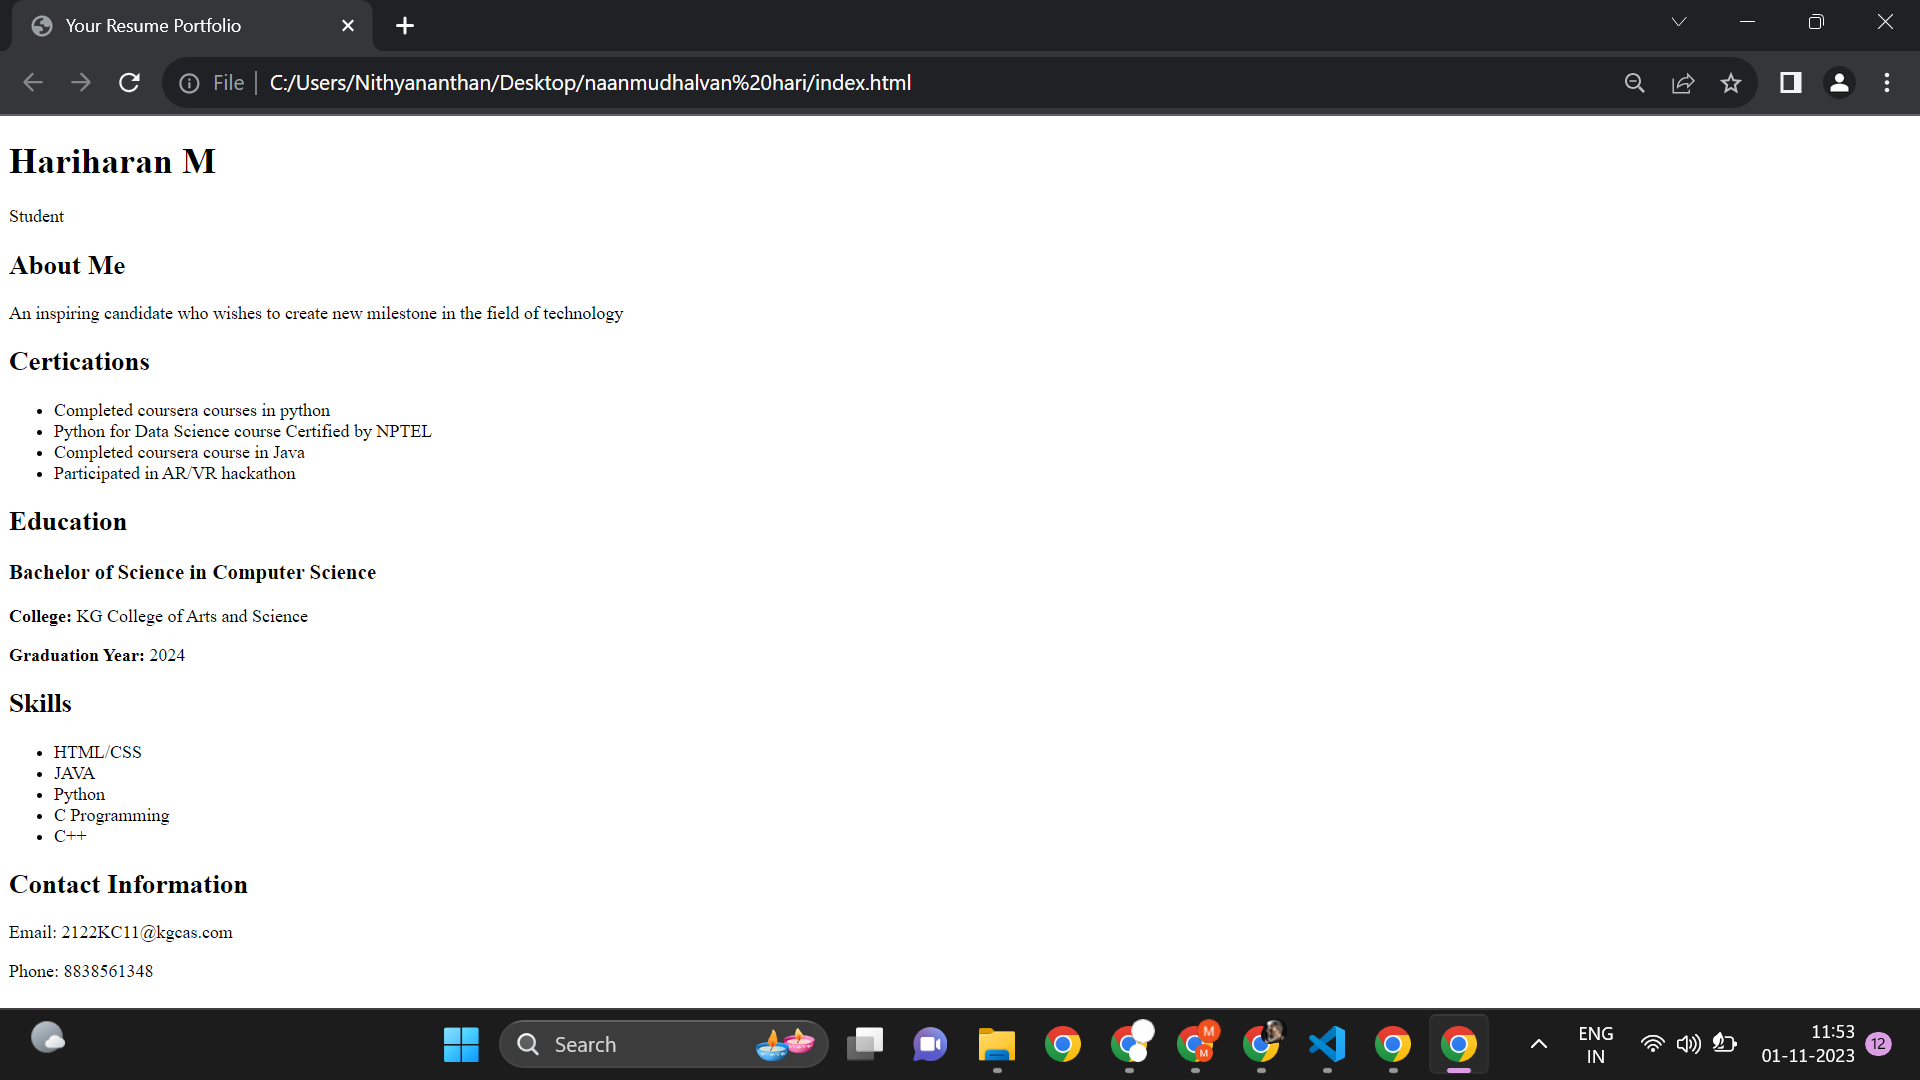 Your Resume Portfolio
File
C:/Users/Nithyananthan/Desktop/naanmudhalvan%20hari/index.html
Hariharan M
Student
About Me
An inspiring candidate who wishes to create new milestone in the field of technology
Certications
Completed coursera courses in python
Python for Data Science course Certified by NPTEL
Completed coursera course in Java
Participated in AR/VR hackathon
Education
Bachelor of Science in Computer Science
College: KG College of Arts and Science
Graduation Year: 2024
Skills
HTML/CSS
JAVA
Python
C Programming
C++
Contact Information
Email: 2122KC11@kgcas.com
Phone: 8838561348
Search
M
M
ENG
IN
11:53
01-11-2023
12